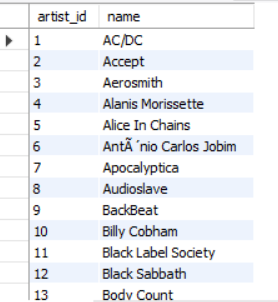 artist_id name
1 AC/DC
2 Accept
3 Aerosmith
4 Alanis Morissette
5 Alice In Chains
6 AntÃ´nio Carlos Jobim
7 Apocalyptica
8 Audioslave
9 BackBeat
10 Billy Cobham
11 Black Label Society
12 Black Sabbath
13 Body Count